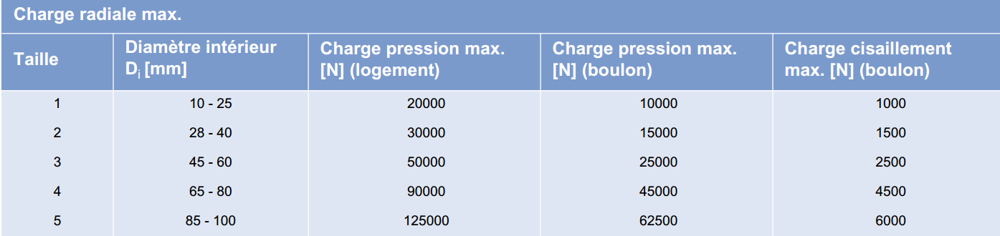 Charge radiale max.
Taille
Diamètre intérieur
Di [mm]
Charge pression max.
[N] (logement)
Charge pression max.
[N] (boulon)
Charge cisaillement
max. [N] (boulon)
1 10 - 25 20000 10000 1000
2 28 - 40 30000 15000 1500
3 45 - 60 50000 25000 2500
4 65 - 80 90000 45000 4500
5 85 - 100 125000 62500 6000